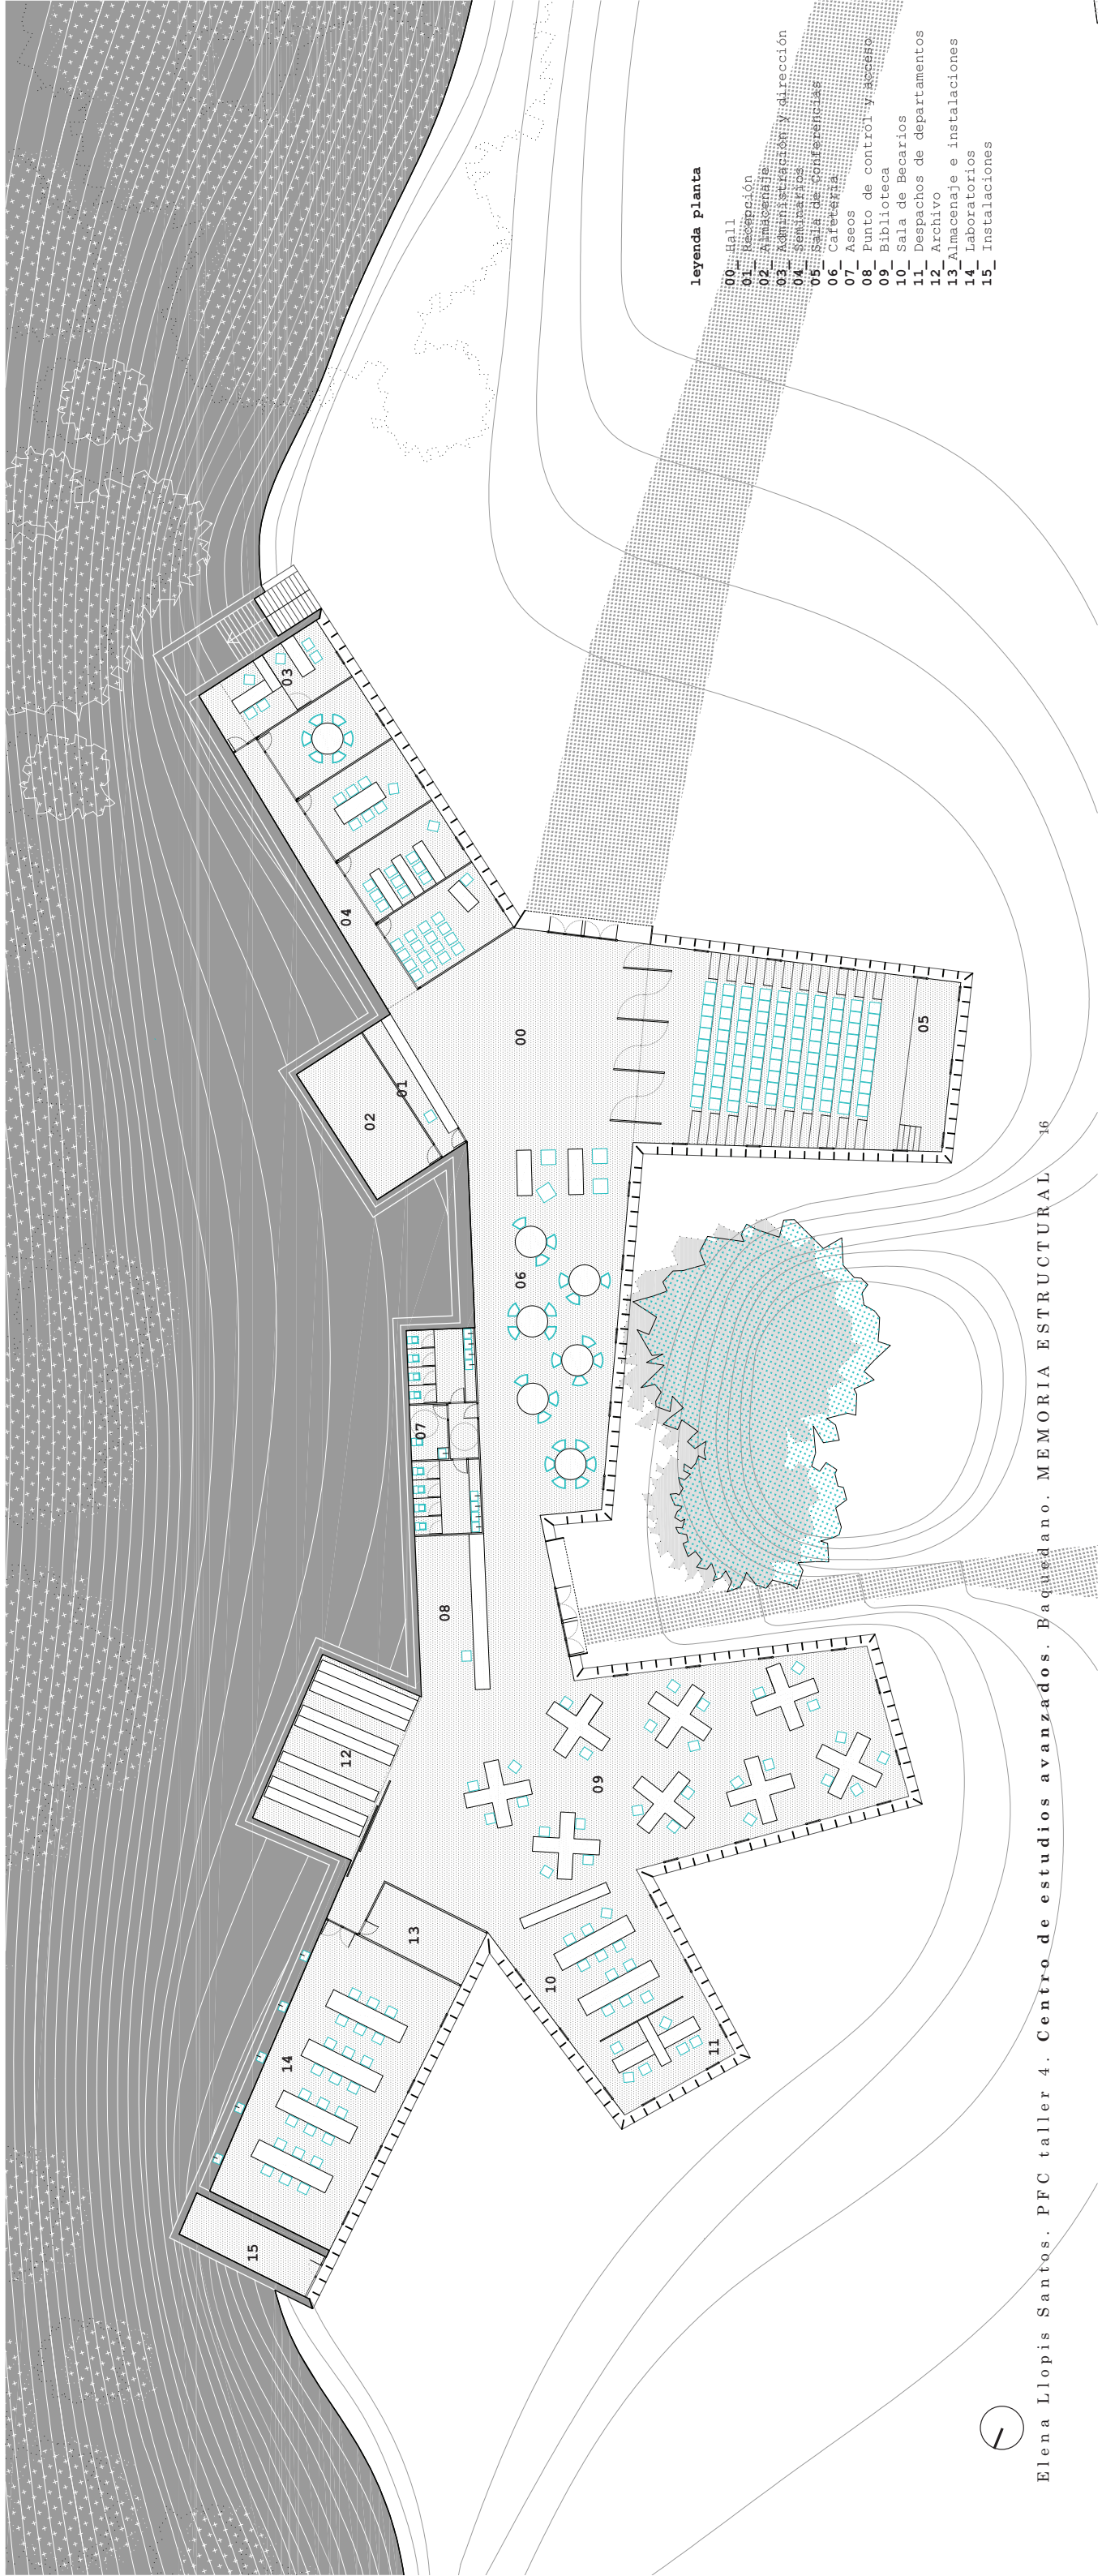 leyenda planta
00_ Hall
01_ Recepción
02_ Almacenaje
03_ Administración y dirección
04_ Seminarios
05_ Sala de Conferencias
06_ Cafetería
07_ Aseos
08_ Punto de control y acceso
09_ Biblioteca
10_ Sala de Becarios
11_ Despachos de departamentos
12_ Archivo
13_Almacenaje e instalaciones
14_ Laboratorios
15_ Instalaciones
15
14
13
12
08
07
06
02
01
00
04
03
10
11
09
05
Elena Llopis Santos. PFC taller 4. Centro de estudios avanzados. Baquedano. MEMORIA ESTRUCTURAL 16